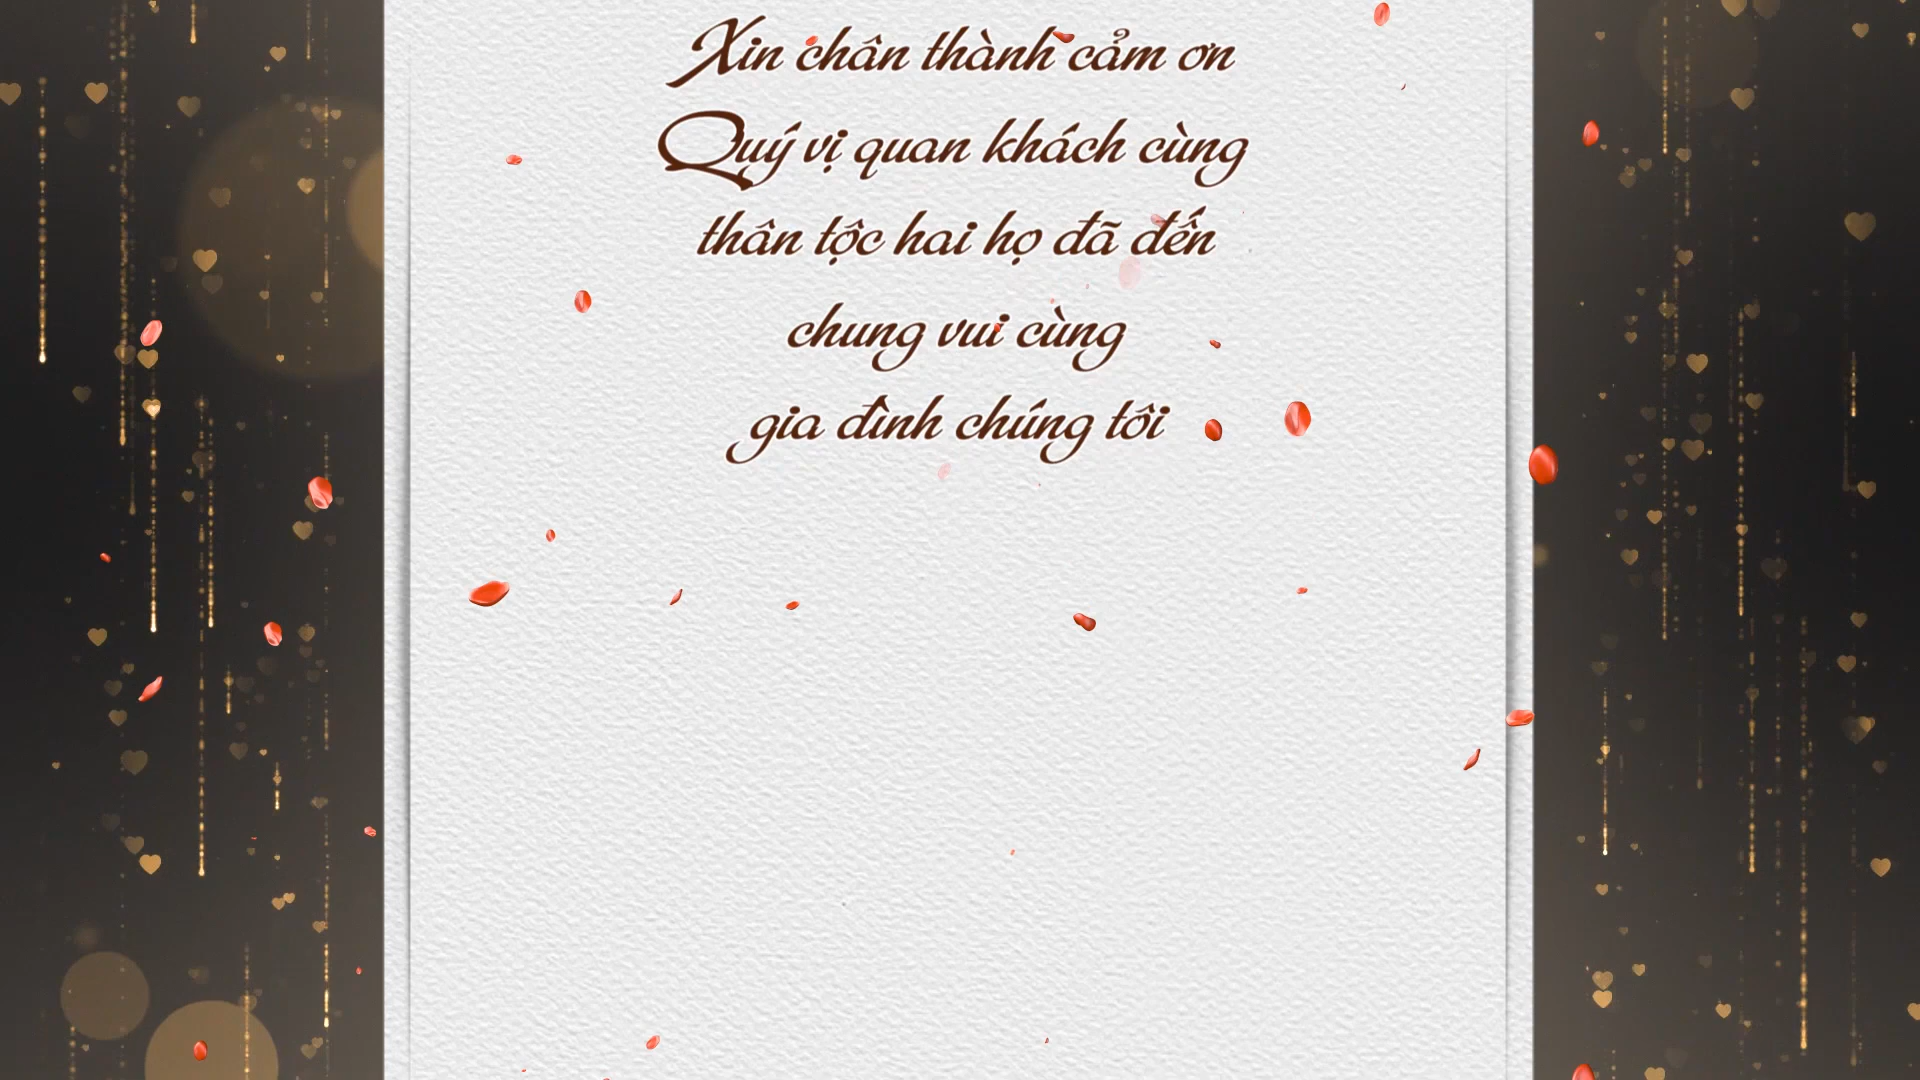 Xin chân thành cảm ơn
Quý vị quan khách cùng
thân tộc hai họ đã đến
chung vui cùng
gia đình chúng tôi